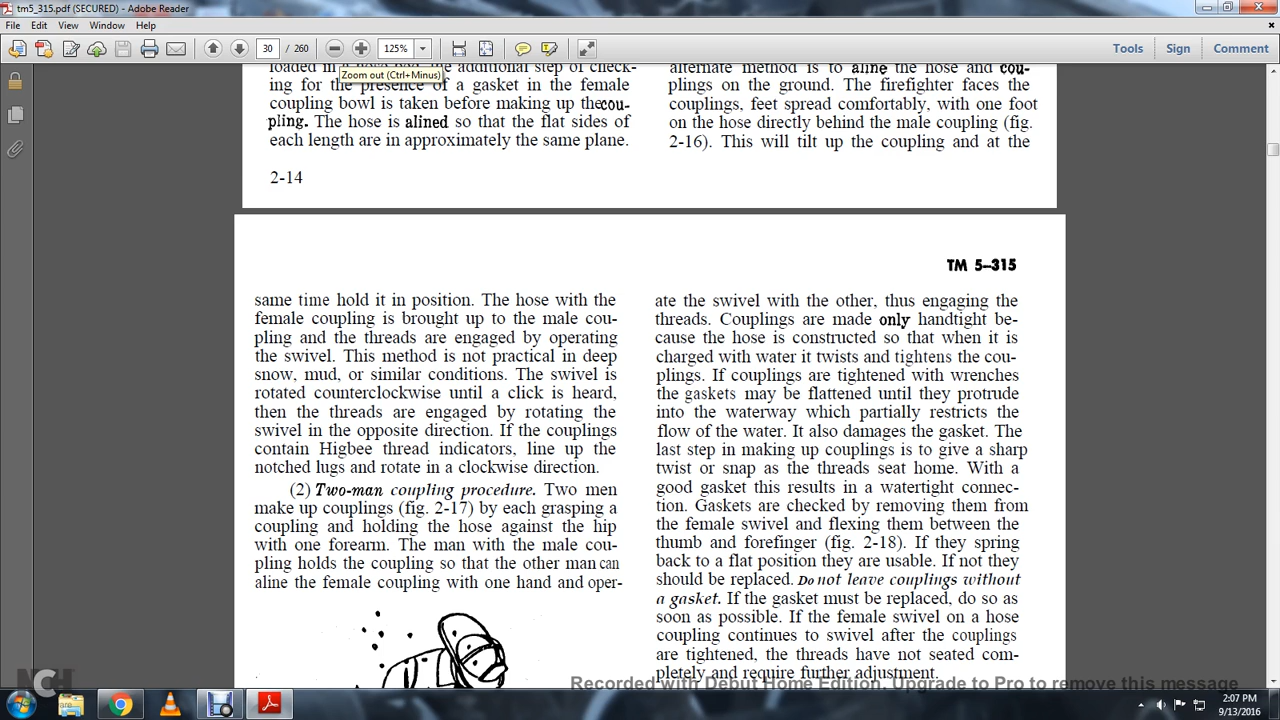 tm5_315.pdf (SECURED) - Adobe Reader
File Edit View Window Help
30 / 260 125% Tools Sign Comment
Zoom out (Ctrl+Minus)
the additional step of check-
ing for the presence of a gasket in the female
coupling bowl is taken before making up the cou-
pling. The hose is alined so that the flat sides of
each length are in approximately the same plane.
2-14
alternate method is to aline the hose and cou-
plings on the ground. The firefighter faces the
couplings, feet spread comfortably, with one foot
on the hose directly behind the male coupling (fig.
2-16). This will tilt up the coupling and at the
TM 5-315
same time hold it in position. The hose with the
female coupling is brought up to the male cou-
pling and the threads are engaged by operating
the swivel. This method is not practical in deep
snow, mud, or similar conditions. The swivel is
rotated counterclockwise until a click is heard,
then the threads are engaged by rotating the
swivel in the opposite direction. If the couplings
contain Higbee thread indicators, line up the
notched lugs and rotate in a clockwise direction.
(2) Two-man coupling procedure. Two men
make up couplings (fig. 2-17) by each grasping a
coupling and holding the hose against the hip
with one forearm. The man with the male cou-
pling holds the coupling so that the other man can
aline the female coupling with one hand and oper-
ate the swivel with the other, thus engaging the
threads. Couplings are made only handtight be-
cause the hose is constructed so that when it is
charged with water it twists and tightens the cou-
plings. If couplings are tightened with wrenches
the gaskets may be flattened until they protrude
into the waterway which partially restricts the
flow of the water. It also damages the gasket. The
last step in making up couplings is to give a sharp
twist or snap as the threads seat home. With a
good gasket this results in a watertight connec-
tion. Gaskets are checked by removing them from
the female swivel and flexing them between the
thumb and forefinger (fig. 2-18). If they spring
back to a flat position they are usable. If not they
should be replaced. Do not leave couplings without
a gasket. If the gasket must be replaced, do so as
soon as possible. If the female swivel on a hose
coupling continues to swivel after the couplings
are tightened, the threads have not seated com-
pletely and require further adjustment.
Recorded with Debut Home Edition. Upgrade to Pro to remove this message
NCH
2:07 PM
9/13/2016